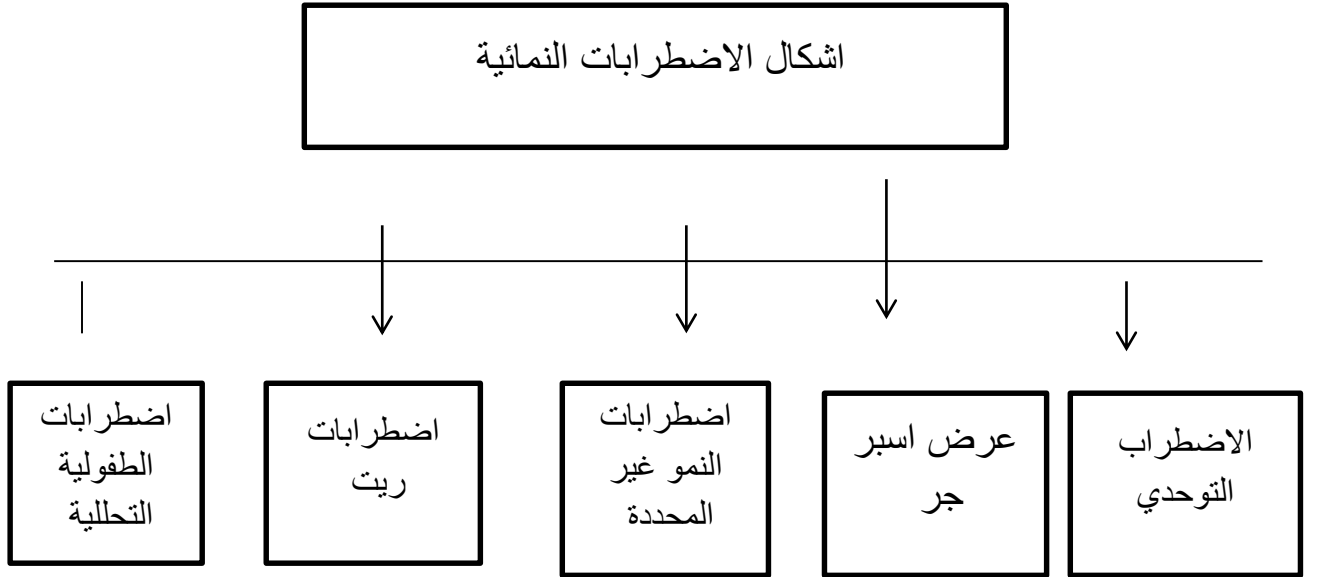 اشكال الاضطرابات النمائية
الاضطراب
التوحدي
عرض اسبر
جر
اضطرابات
النمو غير
المحددة
اضطرابات
ريت
اضطرابات
الطفولية
التحللية